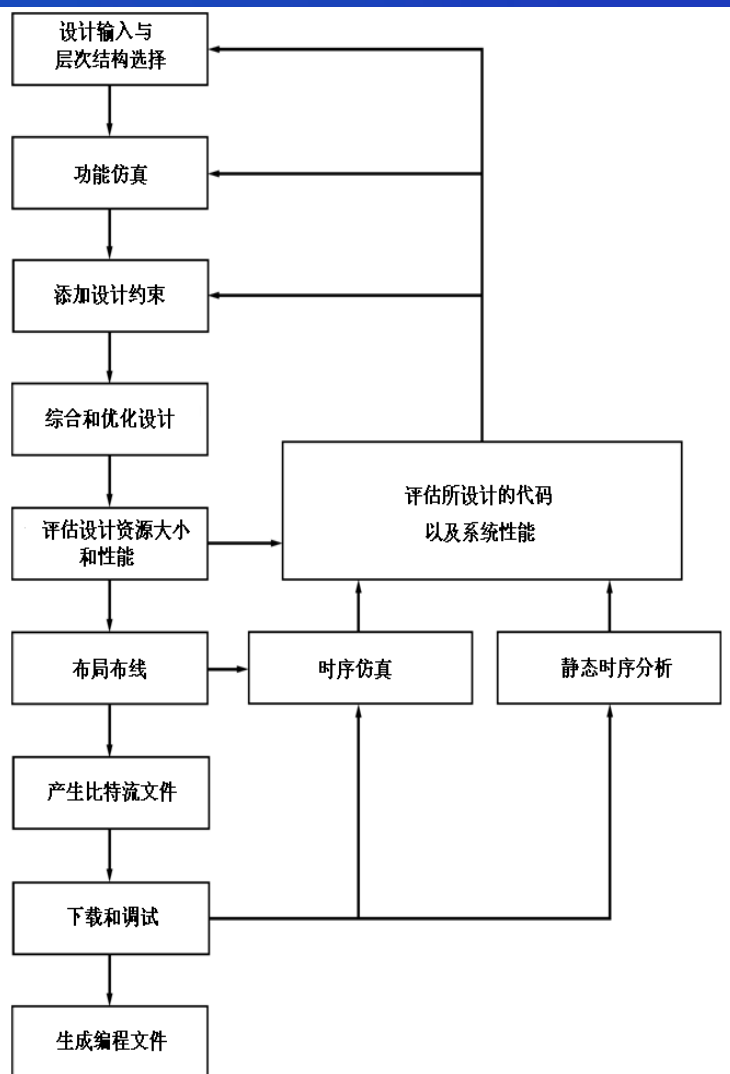 设计输入与
层次结构选择
功能仿真
添加设计约束
综合和优化设计
评估所设计的代码
以及系统性能
评估设计资源大小
和性能
布局布线
时序仿真
静态时序分析
产生比特流文件
下载和调试
生成编程文件